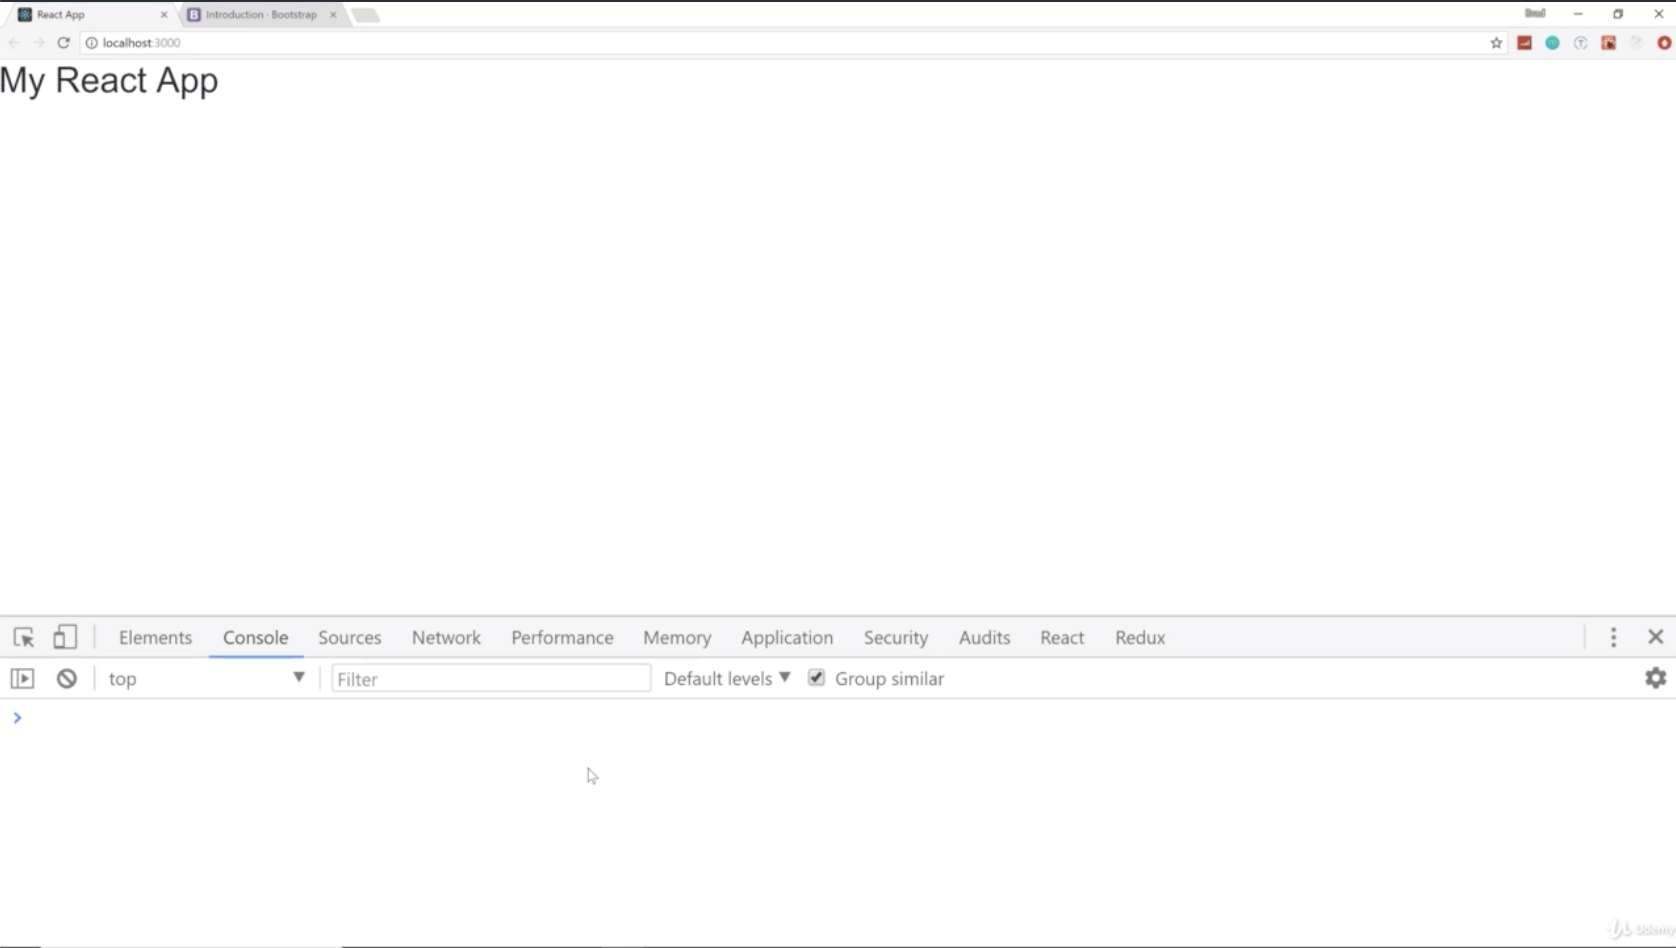 React App
Introduction · Bootstrap
Brad
localhost:3000
My React App
Elements Console Sources Network Performance Memory Application Security Audits React Redux
top Filter Default levels Group similar
Udemy